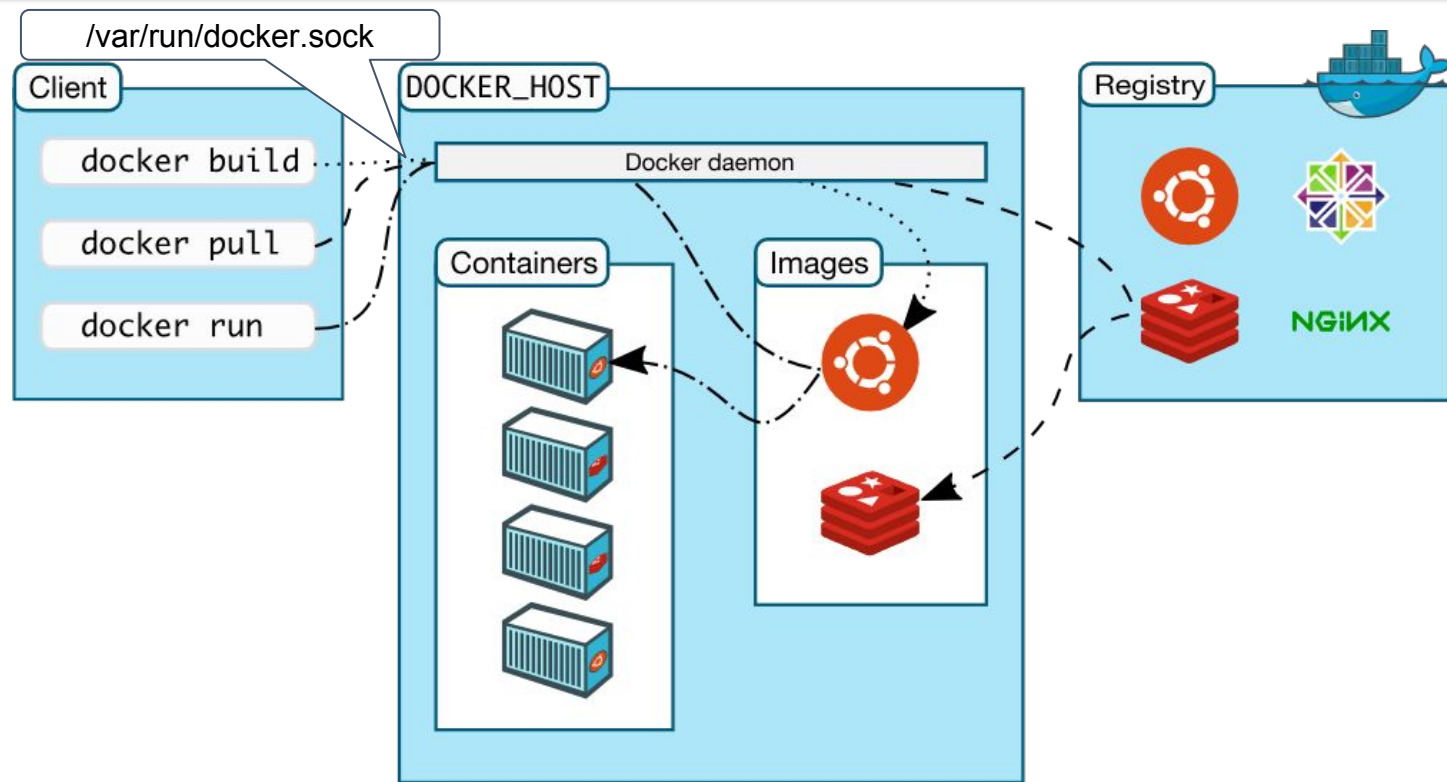 /var/run/docker.sock
Client
docker build
docker pull
docker run
DOCKER_HOST
Docker daemon
Containers
Images
Registry
NGiNX